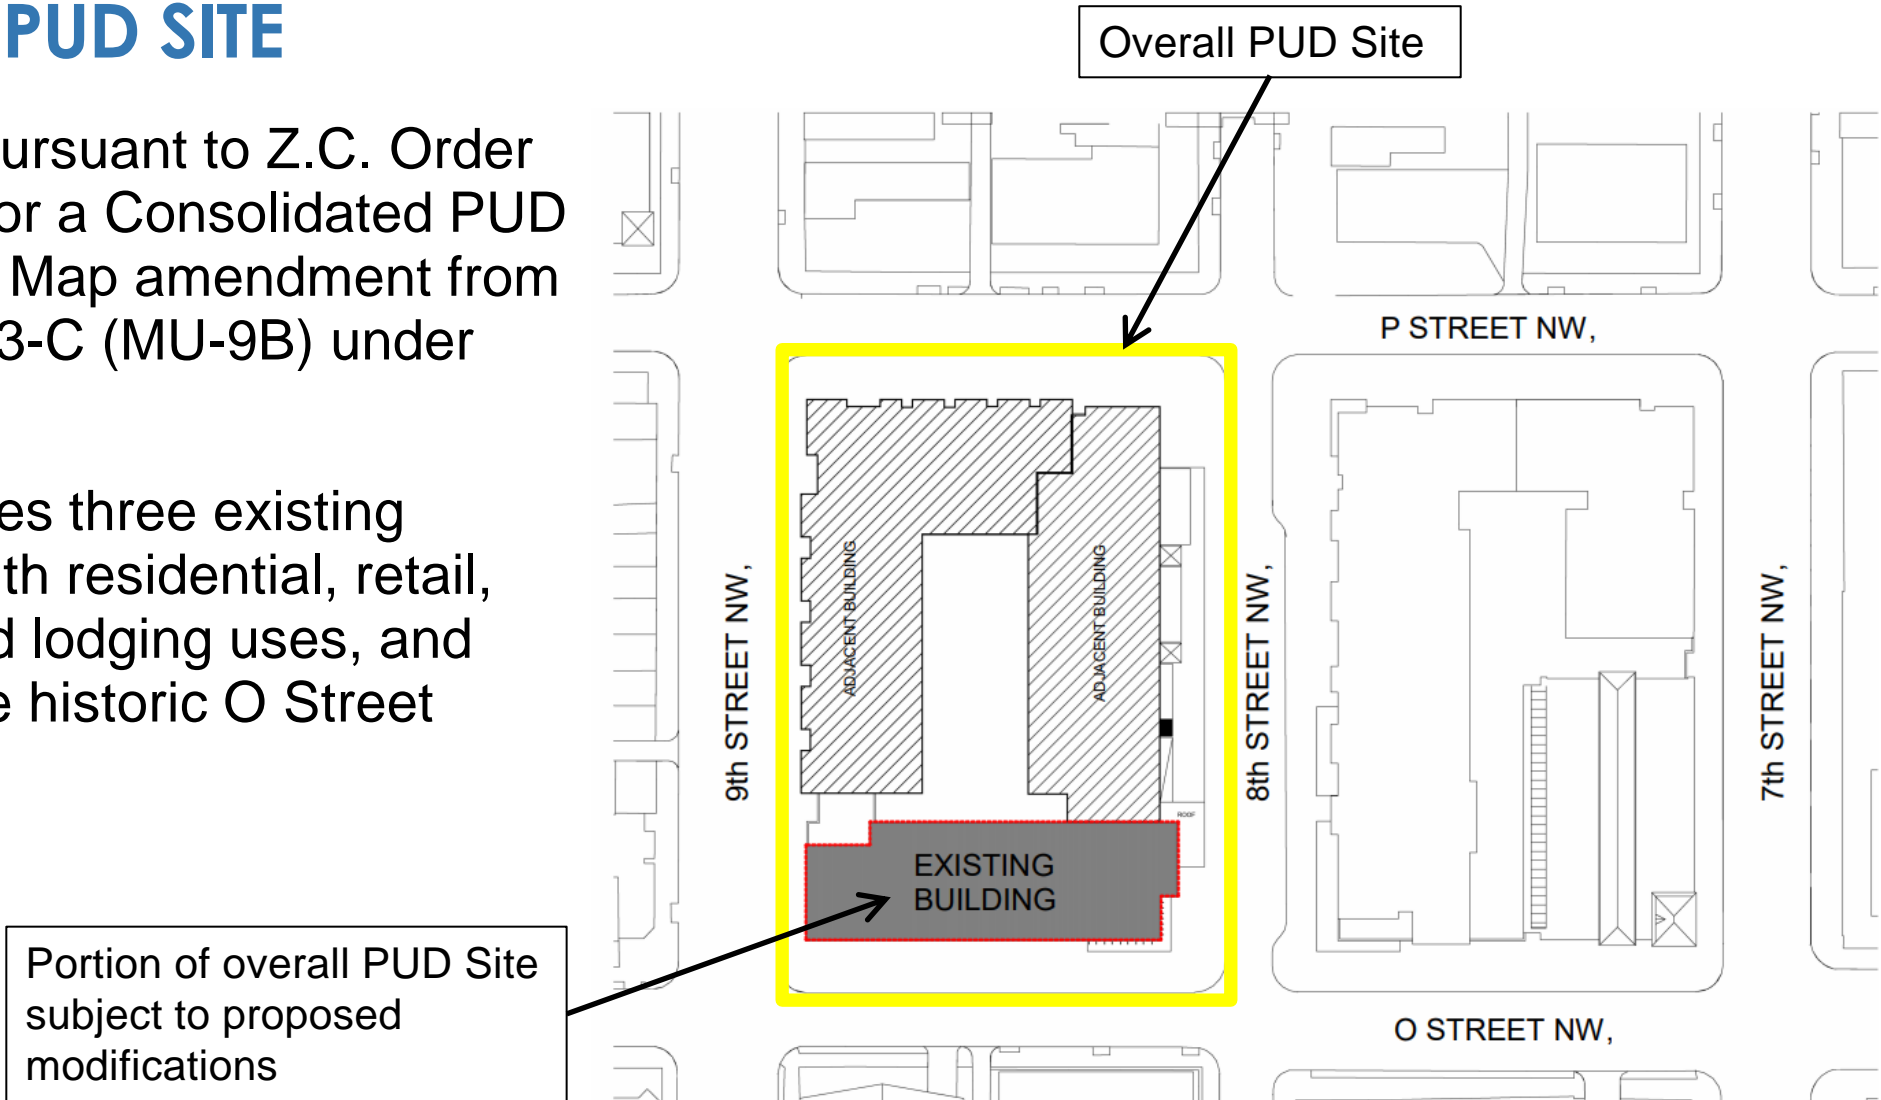 PUD SITE
Overall PUD Site
ursuant to Z.C. Order
or a Consolidated PUD
Map amendment from
3-C (MU-9B) under
es three existing
th residential, retail,
d lodging uses, and
e historic O Street
P STREET NW,
9th STREET NW,
ADJACENT BUILDING
ADJACENT BUILDING
8th STREET NW,
7th STREET NW,
ROOF
EXISTING
BUILDING
Portion of overall PUD Site
subject to proposed
modifications
O STREET NW,